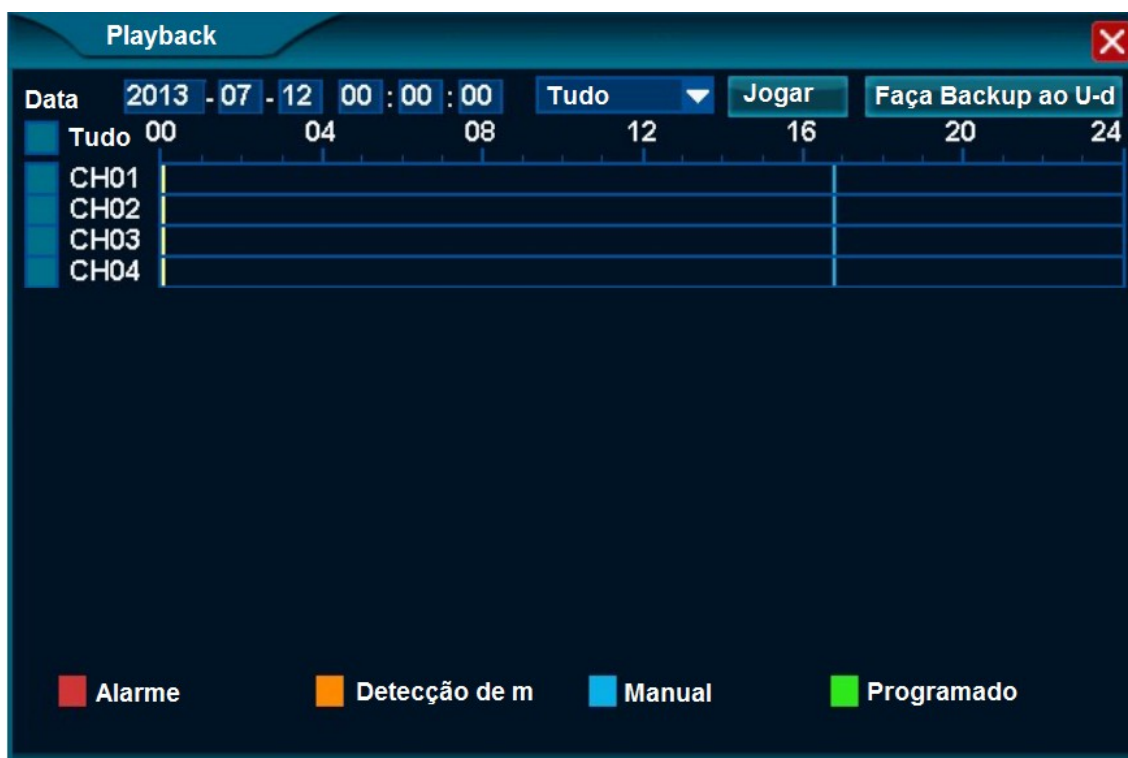 Playback
Data 2013 - 07 - 12 00 : 00 : 00 Tudo Jogar Faça Backup ao U-d
Tudo 00 04 08 12 16 20 24
CH01
CH02
CH03
CH04
Alarme Detecção de m Manual Programado